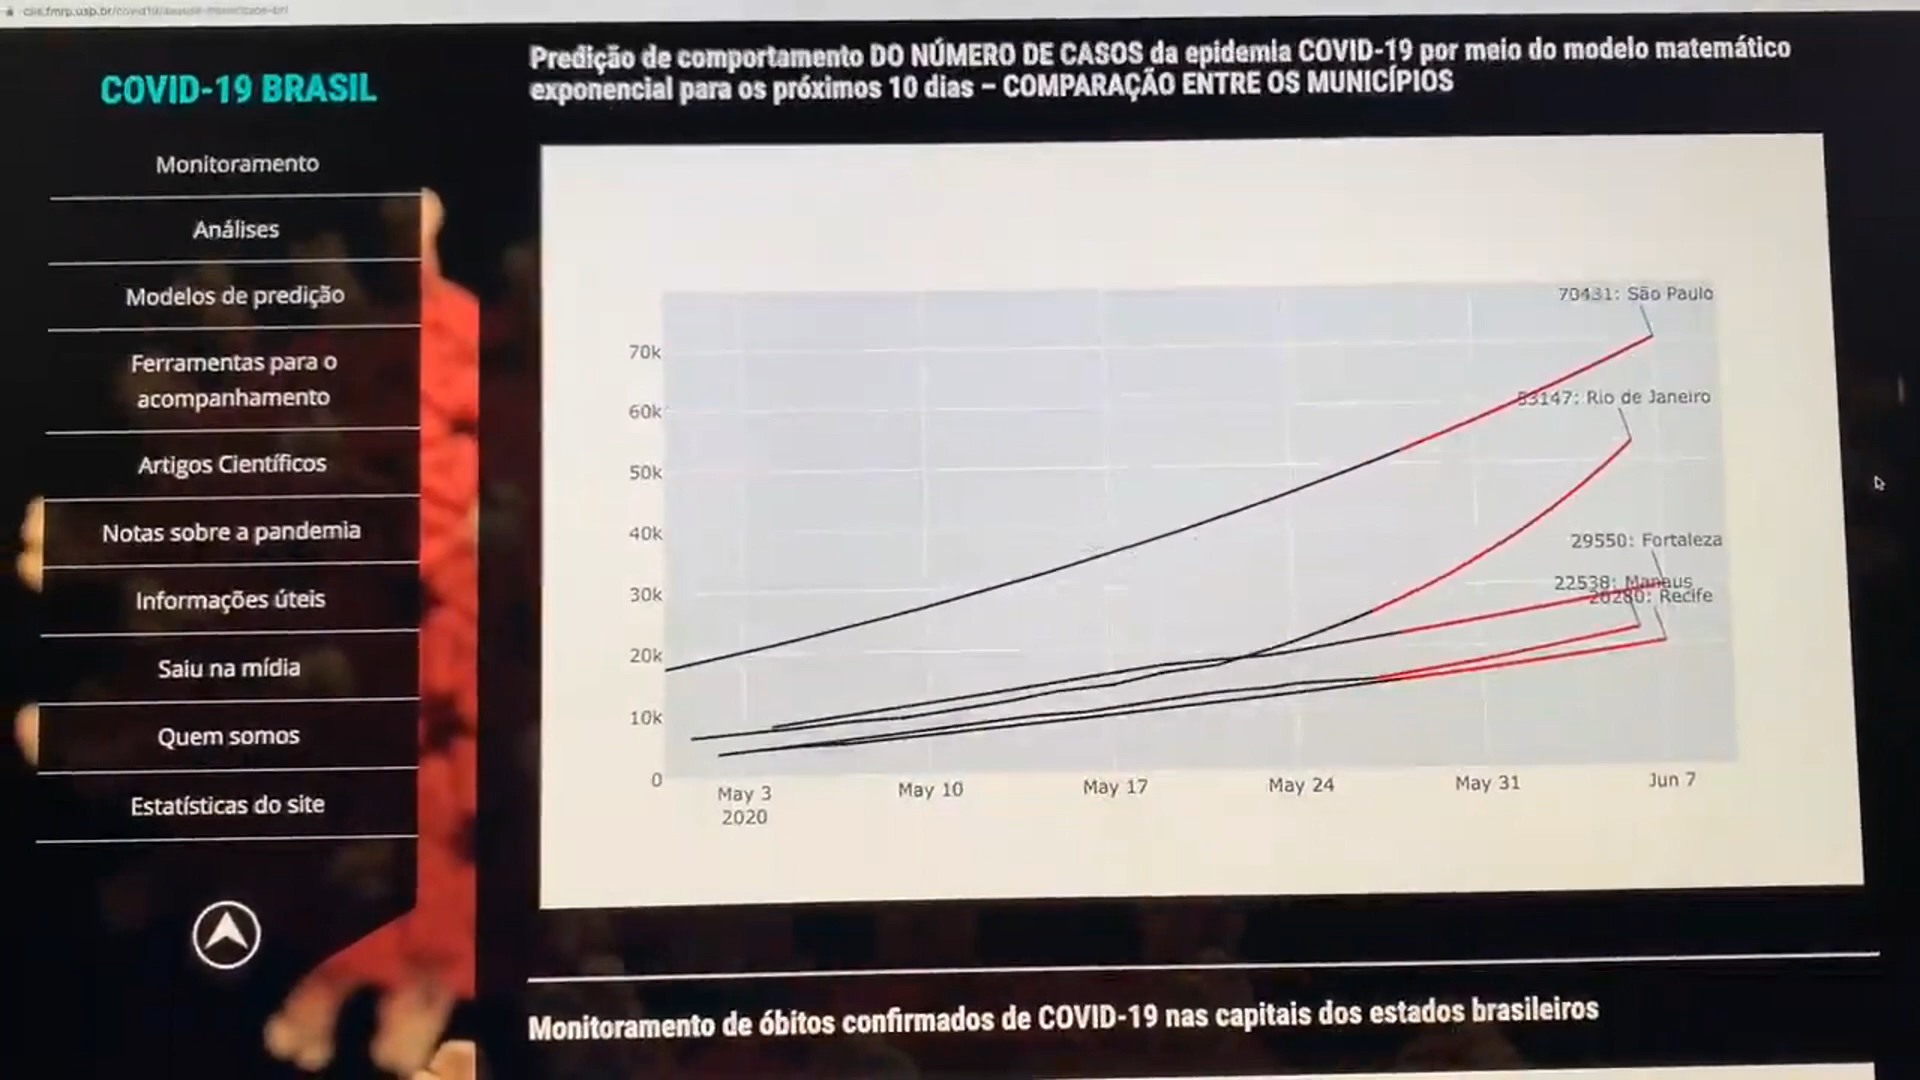 COVID-19 BRASIL
Monitoramento
Análises
Modelos de predição
Ferramentas para o
acompanhamento
Artigos Científicos
Notas sobre a pandemia
Informações úteis
Saiu na mídia
Quem somos
Estatísticas do site
Predição de comportamento DO NÚMERO DE CASOS da epidemia COVID-19 por meio do modelo matemático
exponencial para os próximos 10 dias – COMPARAÇÃO ENTRE OS MUNICÍPIOS
70431: São Paulo
70k
53147: Rio de Janeiro
60k
50k
40k
29550: Fortaleza
22538: Manaus
30k
20280: Recife
20k
10k
0
May 3
2020
May 10
May 17
May 24
May 31
Jun 7
Monitoramento de óbitos confirmados de COVID-19 nas capitais dos estados brasileiros